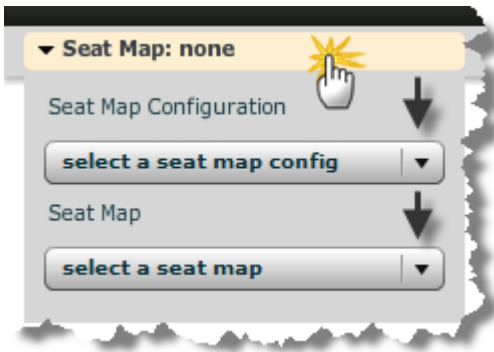 Seat Map: none
Seat Map Configuration
select a seat map config
Seat Map
select a seat map